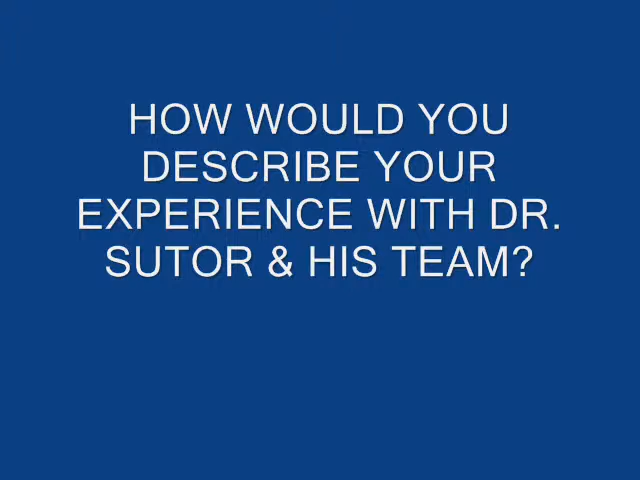 HOW WOULD YOU
DESCRIBE YOUR
EXPERIENCE WITH DR.
SUTOR & HIS TEAM?